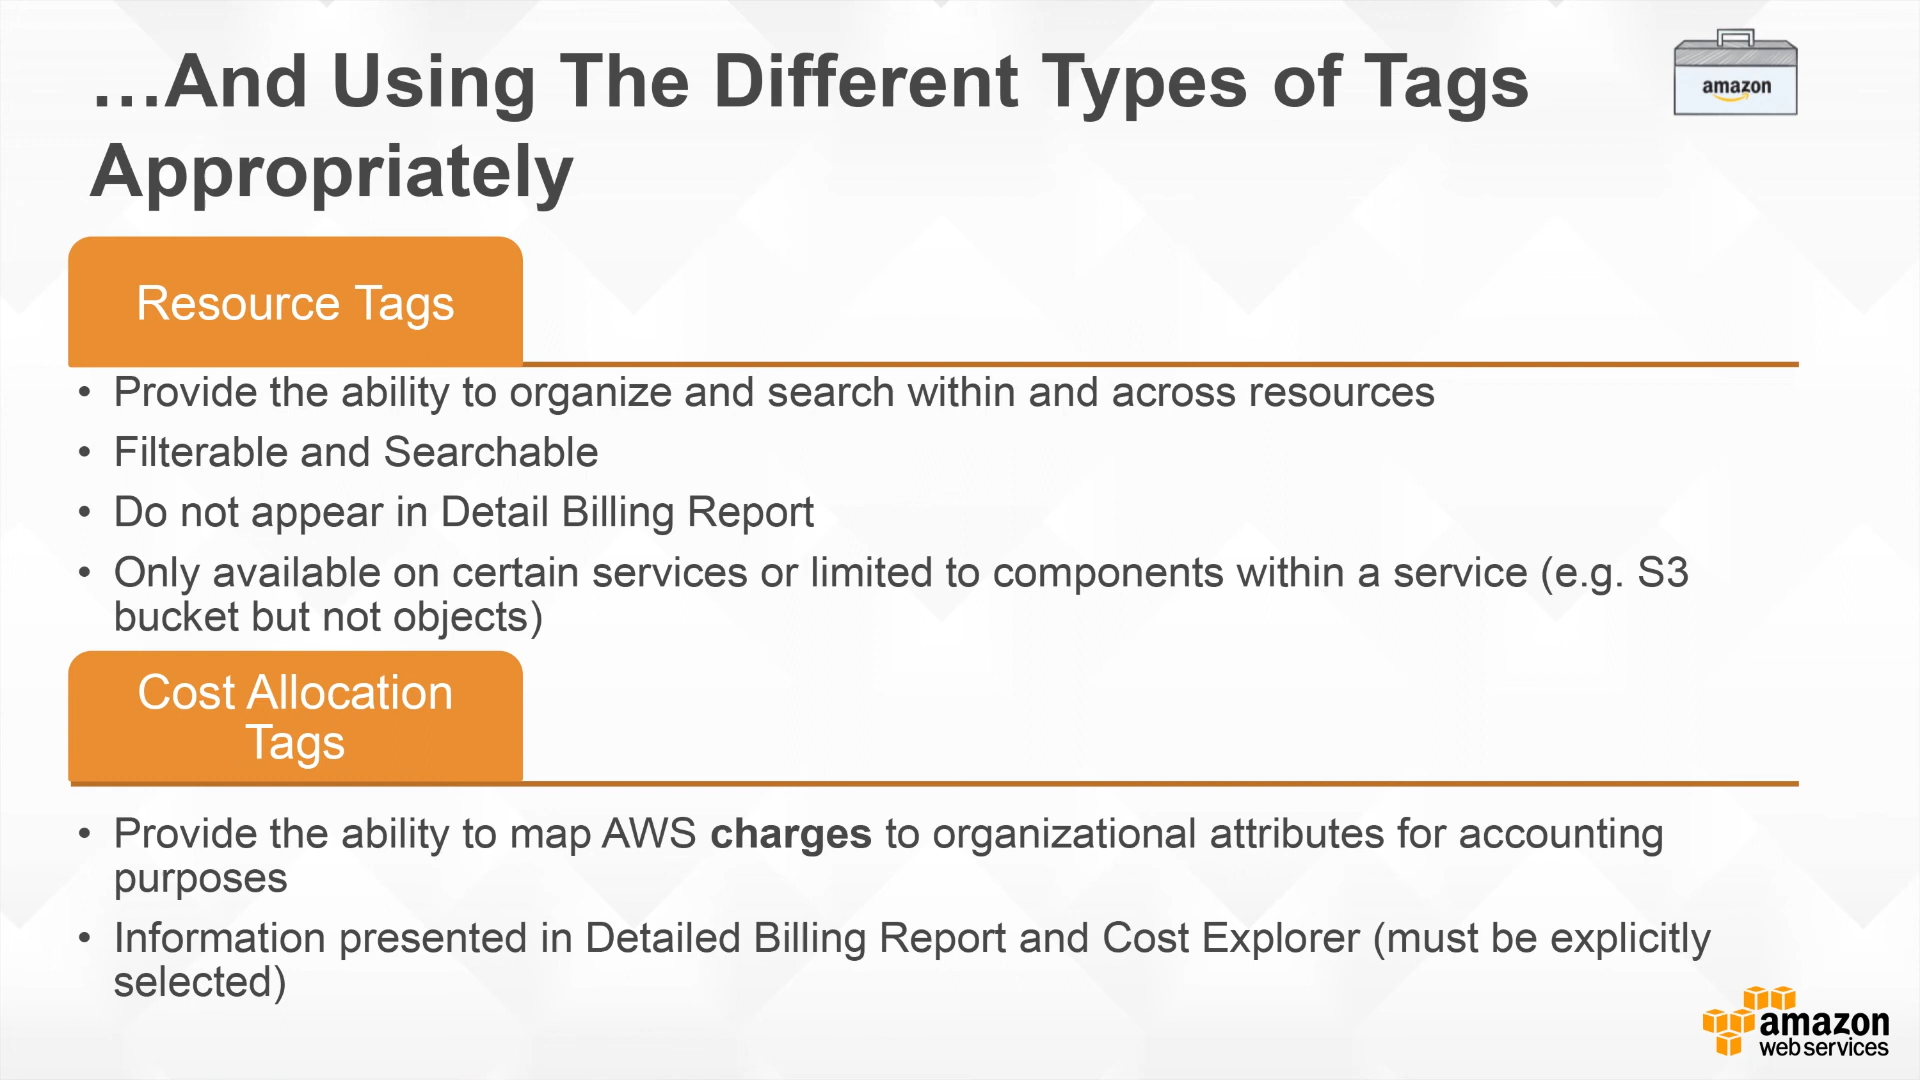 …And Using The Different Types of Tags
Appropriately
amazon
Resource Tags
• Provide the ability to organize and search within and across resources
• Filterable and Searchable
• Do not appear in Detail Billing Report
• Only available on certain services or limited to components within a service (e.g. S3
bucket but not objects)
Cost Allocation
Tags
• Provide the ability to map AWS charges to organizational attributes for accounting
purposes
• Information presented in Detailed Billing Report and Cost Explorer (must be explicitly
selected)
amazon
web services